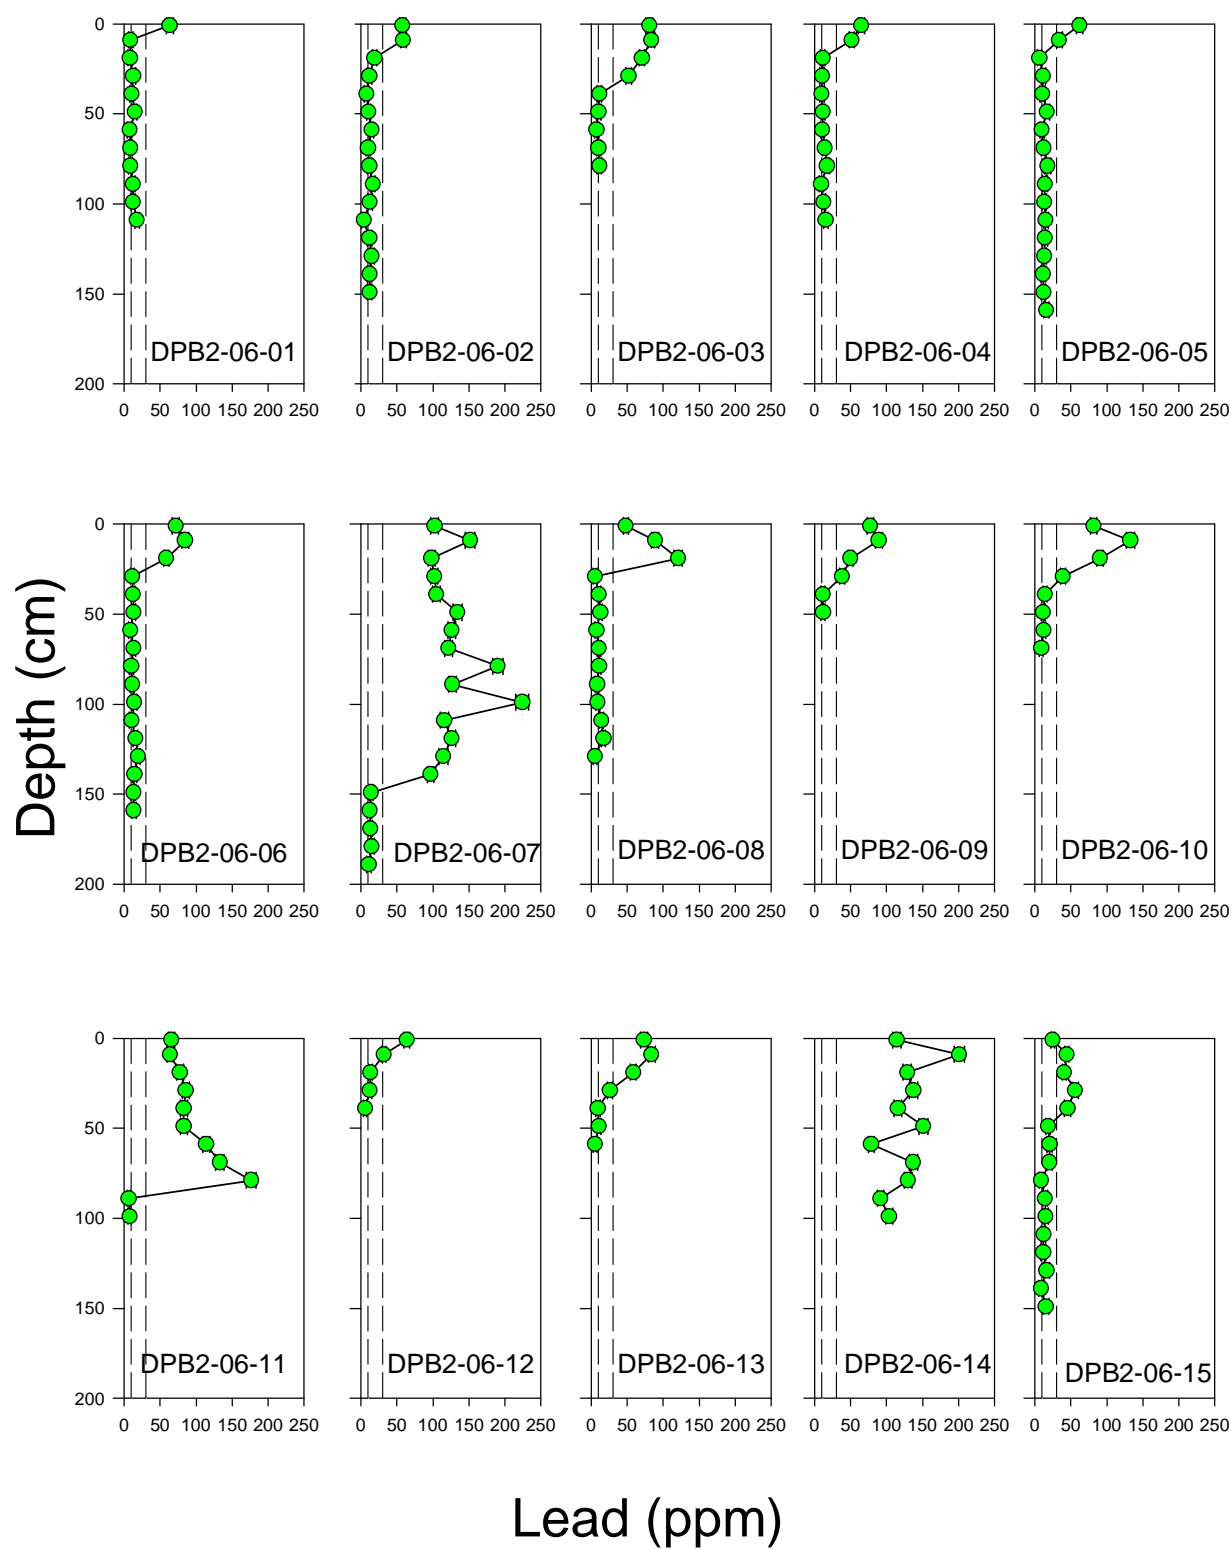 0
50
100
150
200
DPB2-06-01
DPB2-06-02
DPB2-06-03
DPB2-06-04
DPB2-06-05
0 50 100 150 200 250
0 50 100 150 200 250
0 50 100 150 200 250
0 50 100 150 200 250
0 50 100 150 200 250
Depth (cm)
0
50
100
150
200
DPB2-06-06
DPB2-06-07
DPB2-06-08
DPB2-06-09
DPB2-06-10
0 50 100 150 200 250
0 50 100 150 200 250
0 50 100 150 200 250
0 50 100 150 200 250
0 50 100 150 200 250
0
50
100
150
200
DPB2-06-11
DPB2-06-12
DPB2-06-13
DPB2-06-14
DPB2-06-15
0 50 100 150 200 250
0 50 100 150 200 250
0 50 100 150 200 250
0 50 100 150 200 250
0 50 100 150 200 250
Lead (ppm)